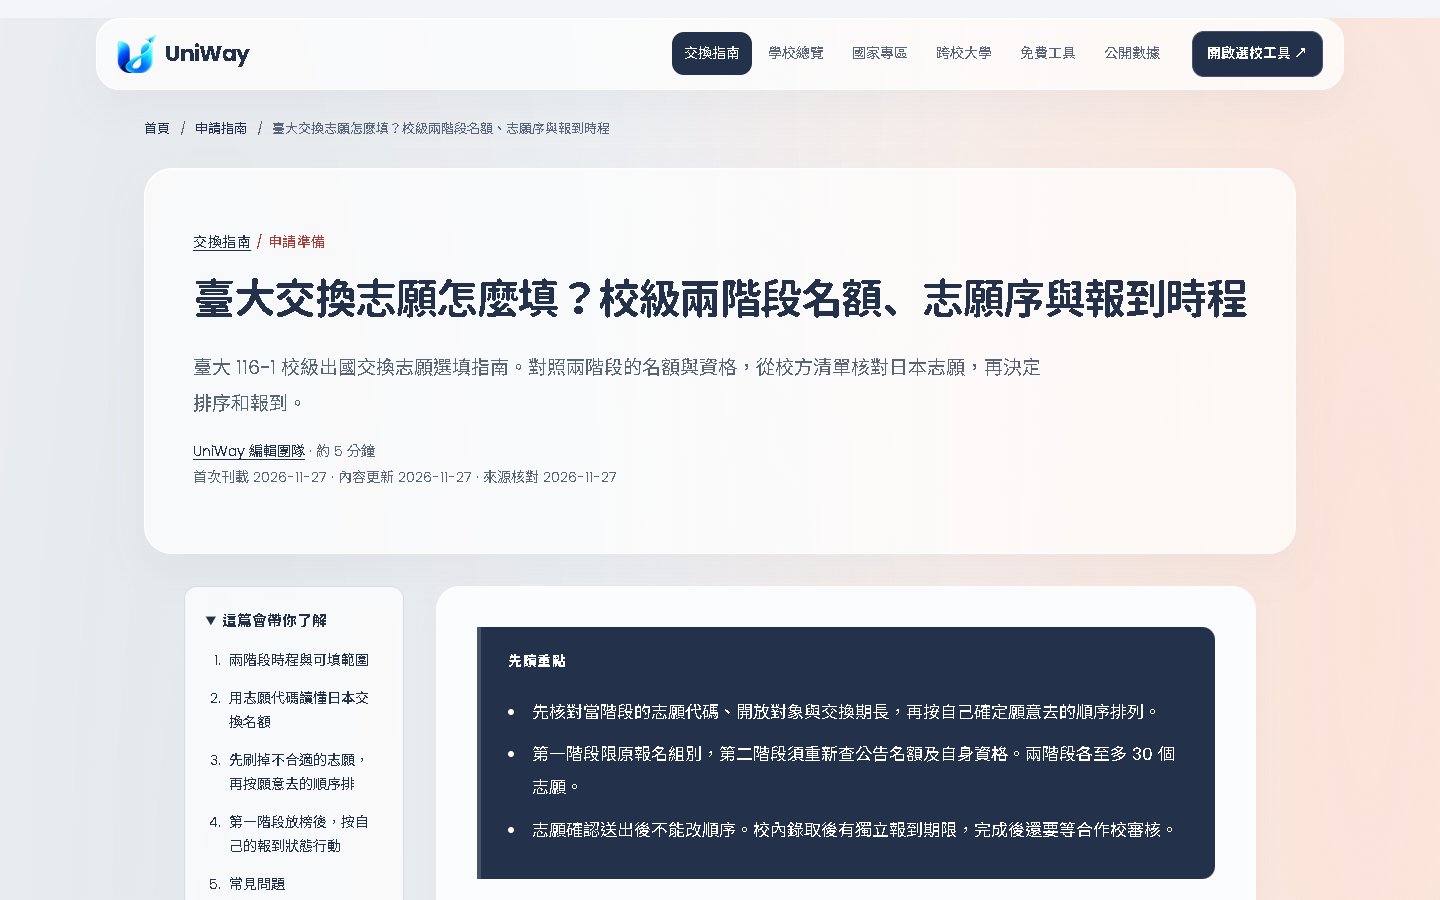 UniWay
交換指南
學校總覽
國家專區
跨校大學
免費工具
公開數據
開啟選校工具 ↗
首頁 / 申請指南 / 臺大交換志願怎麼填？校級兩階段名額、志願序與報到時程
交換指南 / 申請準備
臺大交換志願怎麼填？校級兩階段名額、志願序與報到時程
臺大 116-1 校級出國交換志願選填指南。對照兩階段的名額與資格，從校方清單核對日本志願，再決定
排序和報到。
UniWay 編輯團隊 · 約 5 分鐘
首次刊載 2026-11-27 · 內容更新 2026-11-27 · 來源核對 2026-11-27
▼ 這篇會帶你了解
1. 兩階段時程與可填範圍
2. 用志願代碼讀懂日本交
換名額
3. 先刷掉不合適的志願，
再按願意去的順序排
4. 第一階段放榜後，按自
己的報到狀態行動
5. 常見問題
先讀重點
• 先核對當階段的志願代碼、開放對象與交換期長，再按自己確定願意去的順序排列。
• 第一階段限原報名組別，第二階段須重新查公告名額及自身資格。兩階段各至多 30 個
志願。
• 志願確認送出後不能改順序。校內錄取後有獨立報到期限，完成後還要等合作校審核。